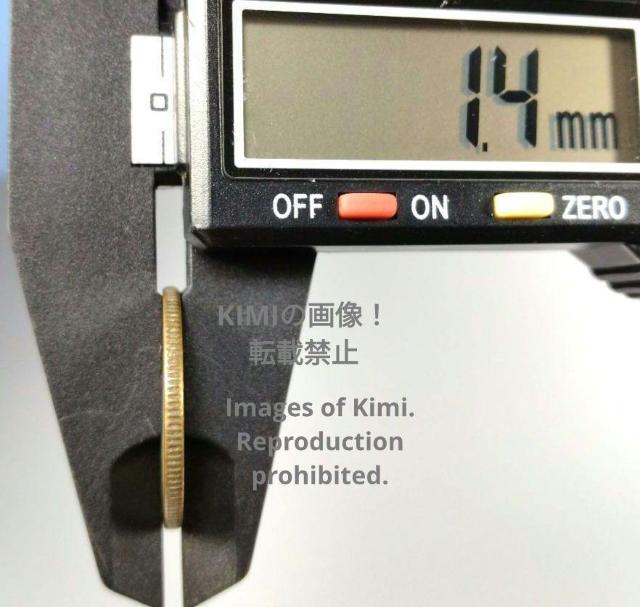 1.4 mm
0
OFF ON ZERO
KIMIの画像！
転載禁止
Images of Kimi.
Reproduction
prohibited.